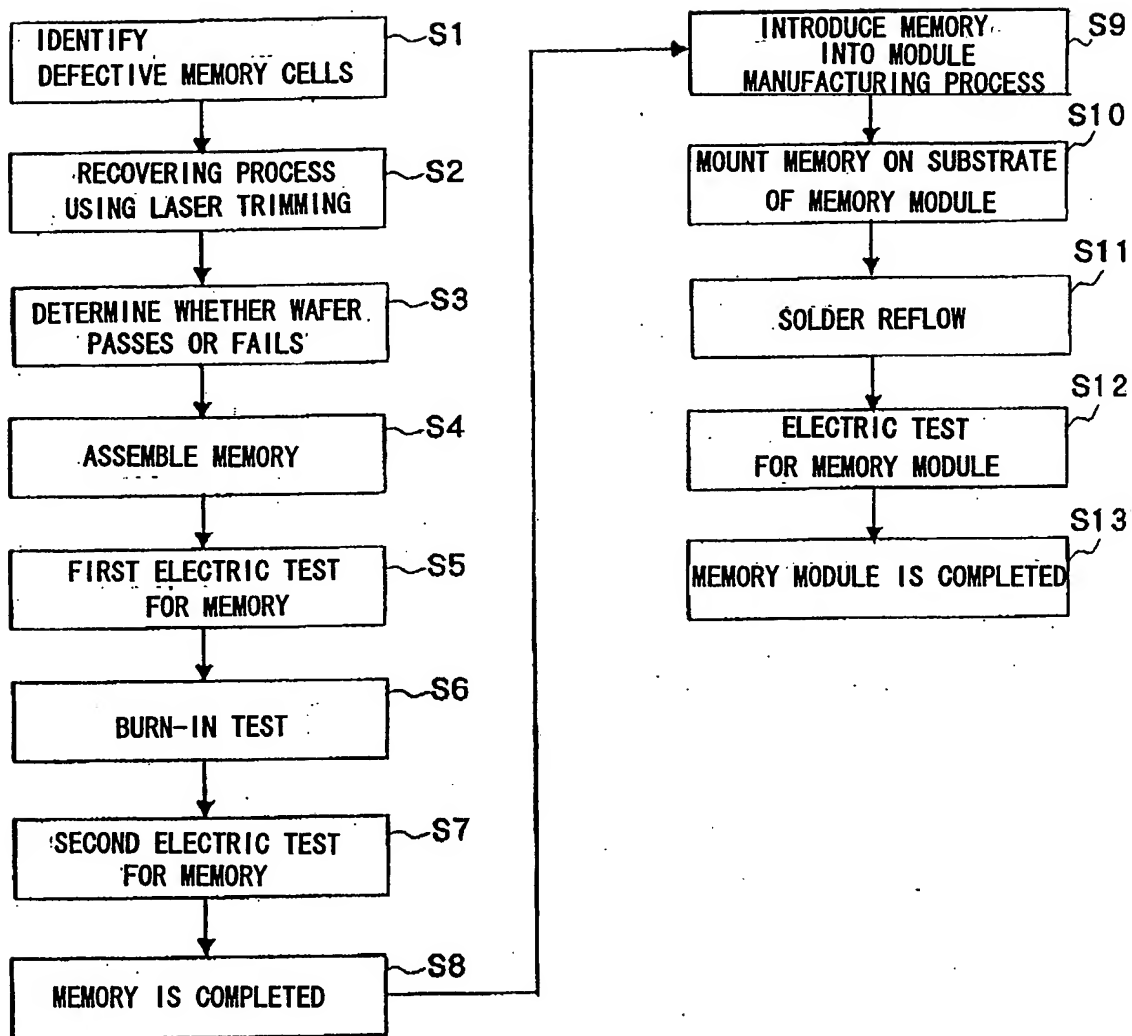 IDENTIFY
DEFECTIVE MEMORY CELLS
S1
RECOVERING PROCESS
USING LASER TRIMMING
S2
DETERMINE WHETHER WAFER
PASSES OR FAILS
S3
ASSEMBLE MEMORY
S4
FIRST ELECTRIC TEST
FOR MEMORY
S5
BURN-IN TEST
S6
SECOND ELECTRIC TEST
FOR MEMORY
S7
MEMORY IS COMPLETED
S8
INTRODUCE MEMORY
INTO MODULE
MANUFACTURING PROCESS
S9
MOUNT MEMORY ON SUBSTRATE
OF MEMORY MODULE
S10
SOLDER REFLOW
S11
ELECTRIC TEST
FOR MEMORY MODULE
S12
MEMORY MODULE IS COMPLETED
S13